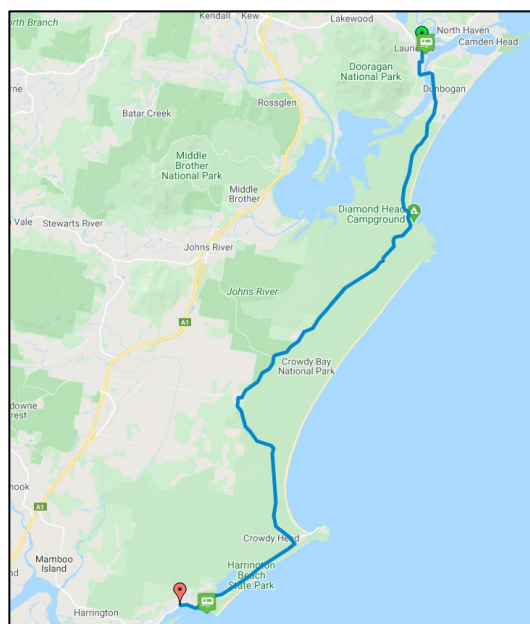 North Branch
Kendall
Kew
Lakewood
North Haven
Laurie
Camden Head
Dooragan
National Park
Dunbogan
Rossglen
Batar Creek
Middle
Brother
National Park
Middle
Brother
Diamond Head
Campground
Vale
Stewarts River
Johns River
Johns River
A1
Crowdy Bay
National Park
A1
Crowdy Head
Mamboo
Island
Harrington
Beach
State Park
Harrington